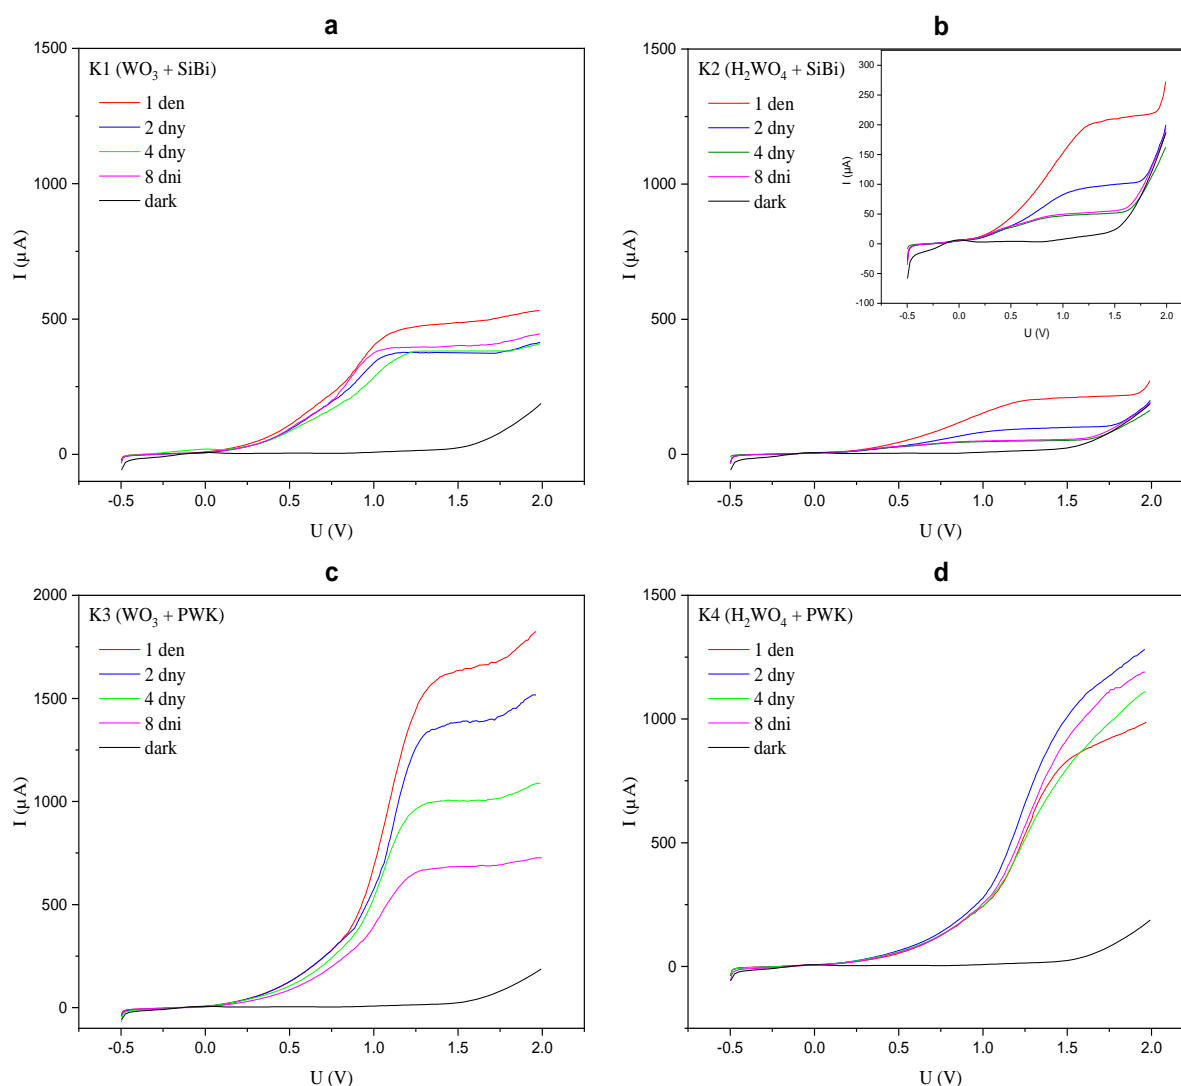 a
1500
1000
500
0
-0.5 0.0 0.5 1.0 1.5 2.0
I (µA)
U (V)
K1 (WO₃ + SiBi)
1 den
2 dny
4 dny
8 dni
dark
b
1500
1000
500
0
-0.5 0.0 0.5 1.0 1.5 2.0
I (µA)
U (V)
K2 (H₂WO₄ + SiBi)
1 den
2 dny
4 dny
8 dni
dark
300
250
200
150
100
50
0
-50
-100
-0.5 0.0 0.5 1.0 1.5 2.0
I (µA)
U (V)
c
2000
1500
1000
500
0
-0.5 0.0 0.5 1.0 1.5 2.0
I (µA)
U (V)
K3 (WO₃ + PWK)
1 den
2 dny
4 dny
8 dni
dark
d
1500
1000
500
0
-0.5 0.0 0.5 1.0 1.5 2.0
I (µA)
U (V)
K4 (H₂WO₄ + PWK)
1 den
2 dny
4 dny
8 dni
dark